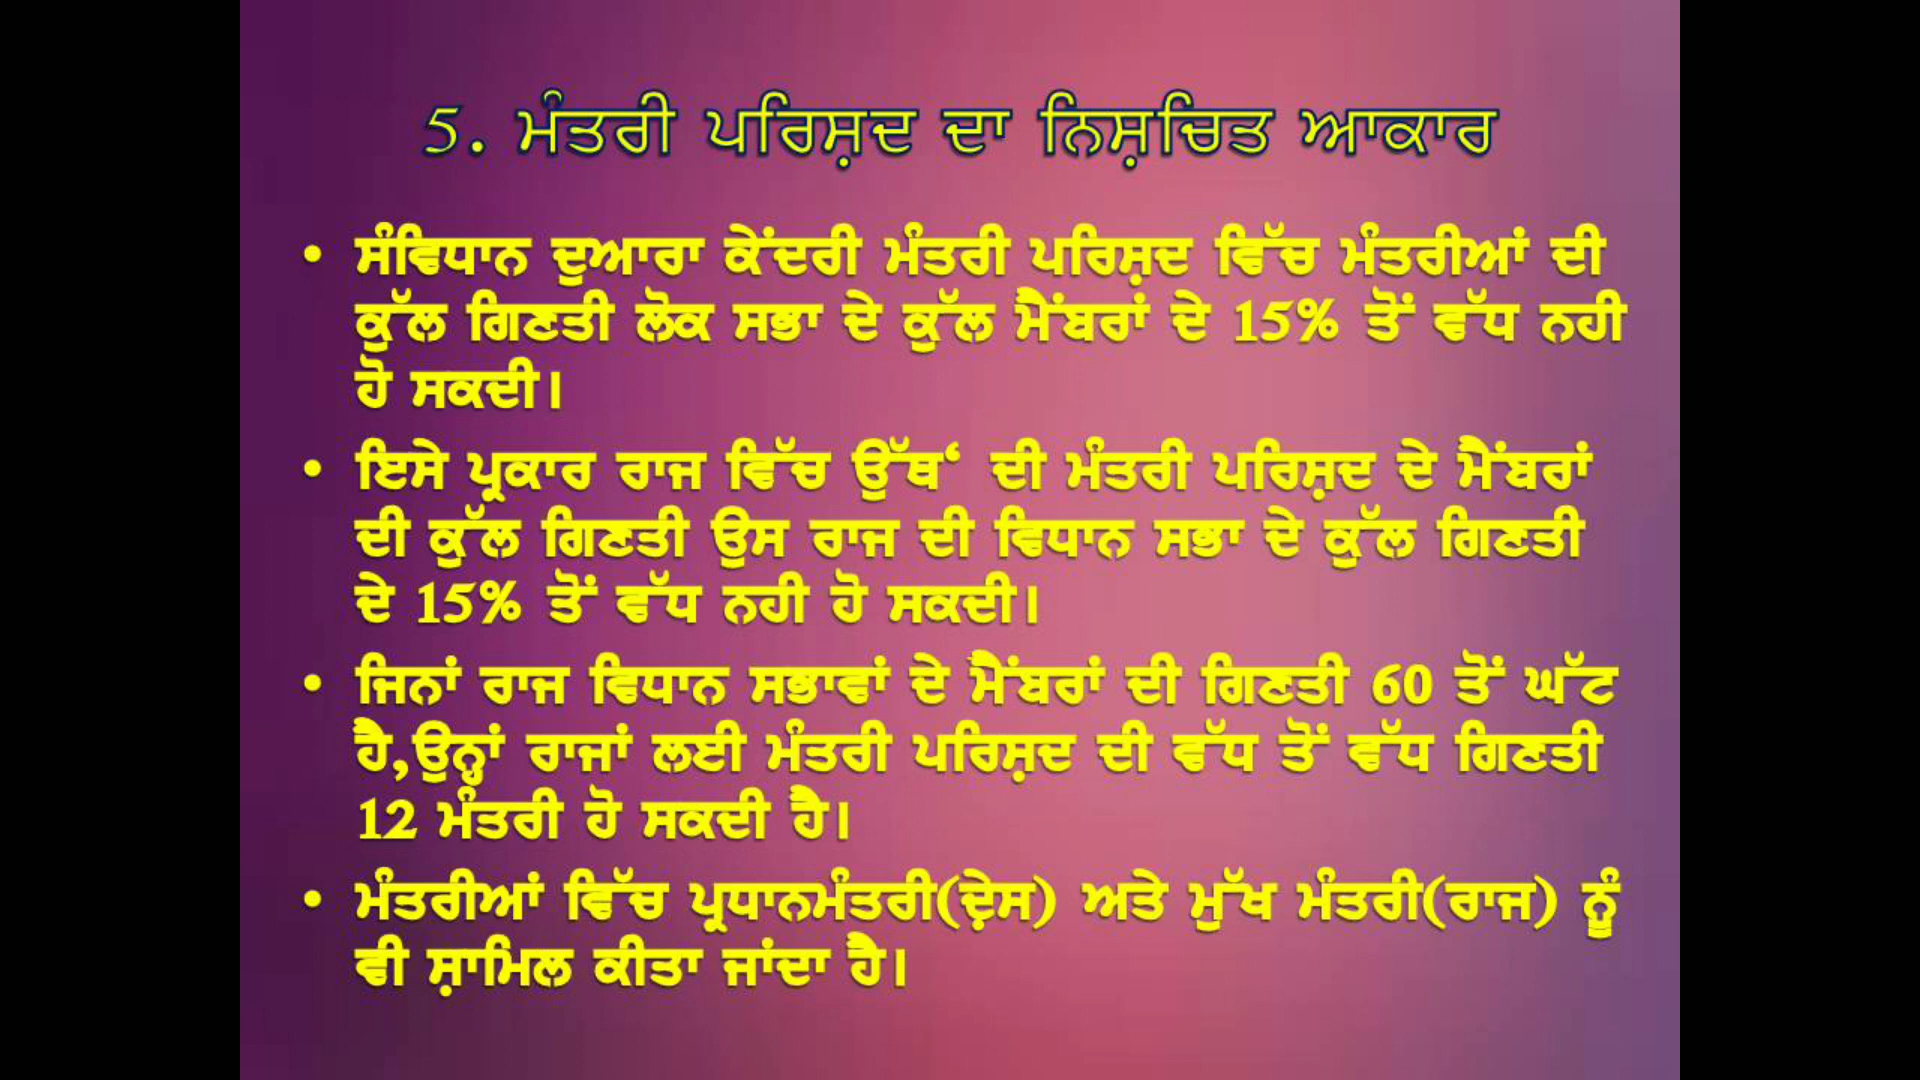 5. ਮੰਤਰੀ ਪਰਿਸ਼ਦ ਦਾ ਨਿਸ਼ਚਿਤ ਆਕਾਰ
• ਸੰਵਿਧਾਨ ਦੁਆਰਾ ਕੇਂਦਰੀ ਮੰਤਰੀ ਪਰਿਸ਼ਦ ਵਿੱਚ ਮੰਤਰੀਆਂ ਦੀ
ਕੁੱਲ ਗਿਣਤੀ ਲੋਕ ਸਭਾ ਦੇ ਕੁੱਲ ਮੈਂਬਰਾਂ ਦੇ 15% ਤੋਂ ਵੱਧ ਨਹੀ
ਹੋ ਸਕਦੀ।
• ਇਸੇ ਪ੍ਰਕਾਰ ਰਾਜ ਵਿੱਚ ਉੱਥ‘ ਦੀ ਮੰਤਰੀ ਪਰਿਸ਼ਦ ਦੇ ਮੈਂਬਰਾਂ
ਦੀ ਕੁੱਲ ਗਿਣਤੀ ਉਸ ਰਾਜ ਦੀ ਵਿਧਾਨ ਸਭਾ ਦੇ ਕੁੱਲ ਗਿਣਤੀ
ਦੇ 15% ਤੋਂ ਵੱਧ ਨਹੀ ਹੋ ਸਕਦੀ।
• ਜਿਨਾਂ ਰਾਜ ਵਿਧਾਨ ਸਭਾਵਾਂ ਦੇ ਮੈਂਬਰਾਂ ਦੀ ਗਿਣਤੀ 60 ਤੋਂ ਘੱਟ
ਹੈ,ਉਨ੍ਹਾਂ ਰਾਜਾਂ ਲਈ ਮੰਤਰੀ ਪਰਿਸ਼ਦ ਦੀ ਵੱਧ ਤੋਂ ਵੱਧ ਗਿਣਤੀ
12 ਮੰਤਰੀ ਹੋ ਸਕਦੀ ਹੈ।
• ਮੰਤਰੀਆਂ ਵਿੱਚ ਪ੍ਰਧਾਨਮੰਤਰੀ(ਦੇ਼ਸ) ਅਤੇ ਮੁੱਖ ਮੰਤਰੀ(ਰਾਜ) ਨੂੰ
ਵੀ ਸ਼ਾਮਿਲ ਕੀਤਾ ਜਾਂਦਾ ਹੈ।